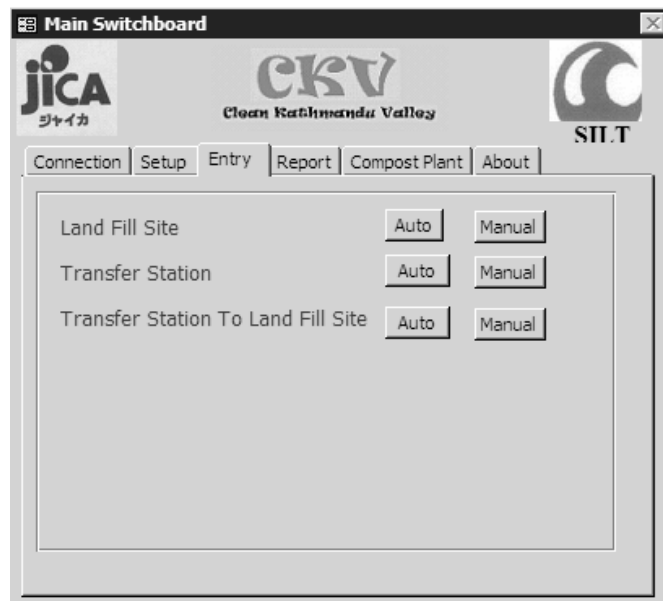 Main Switchboard
jica
ジャイカ
CKV
Clean Kathmandu Valley
SILT
Connection Setup Entry Report Compost Plant About
Land Fill Site Auto Manual
Transfer Station Auto Manual
Transfer Station To Land Fill Site Auto Manual